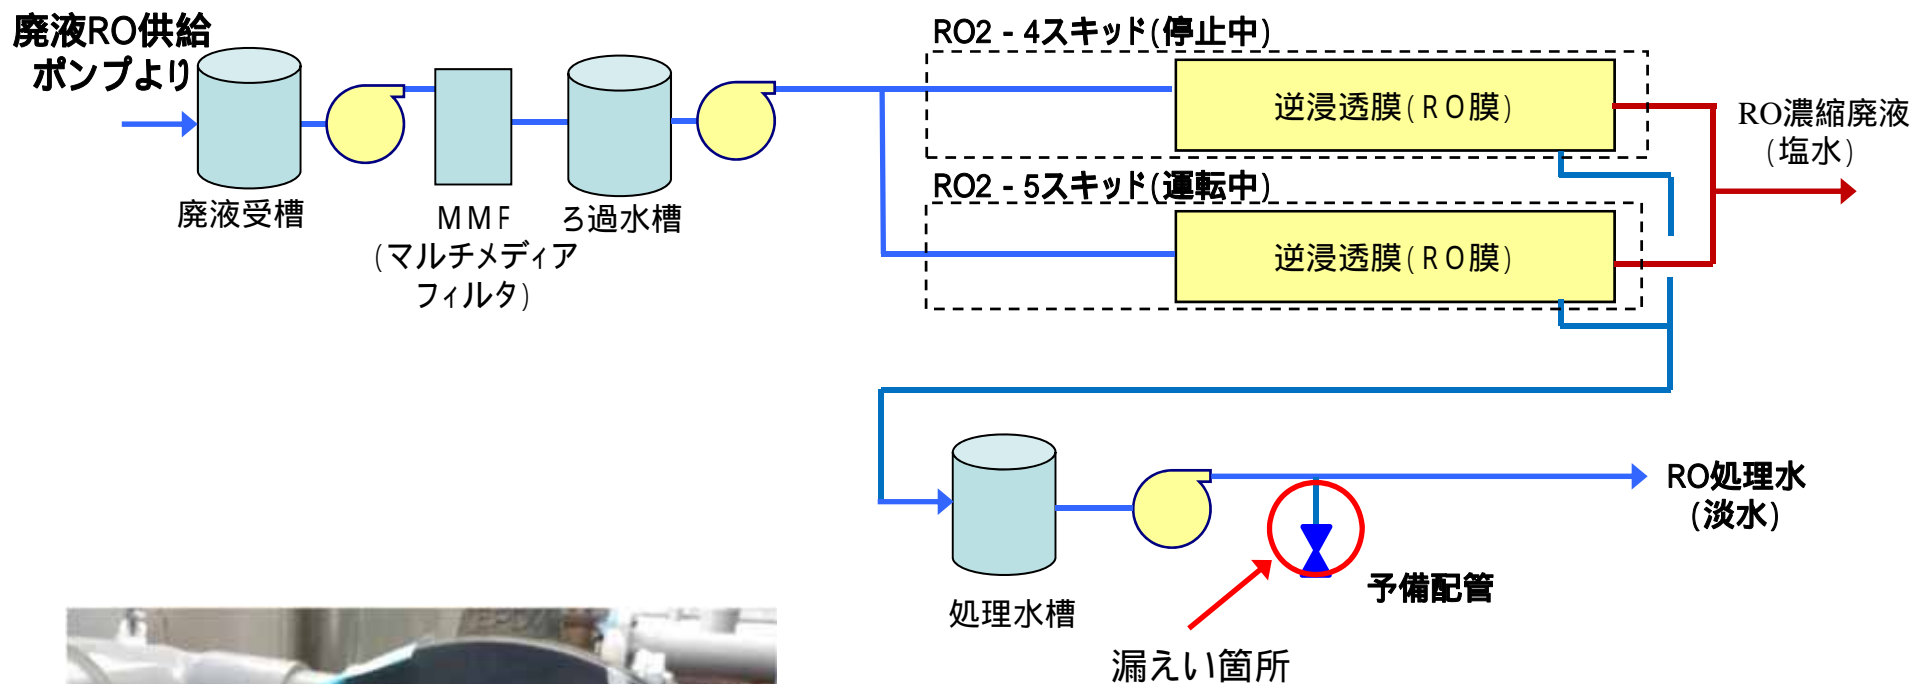 廃液RO供給
ポンプより
廃液受槽
MMF
(マルチメディア
フィルタ)
ろ過水槽
RO2 - 4スキッド(停止中)
逆浸透膜(RO膜)
RO2 - 5スキッド(運転中)
逆浸透膜(RO膜)
RO濃縮廃液
(塩水)
処理水槽
RO処理水
(淡水)
予備配管
漏えい箇所